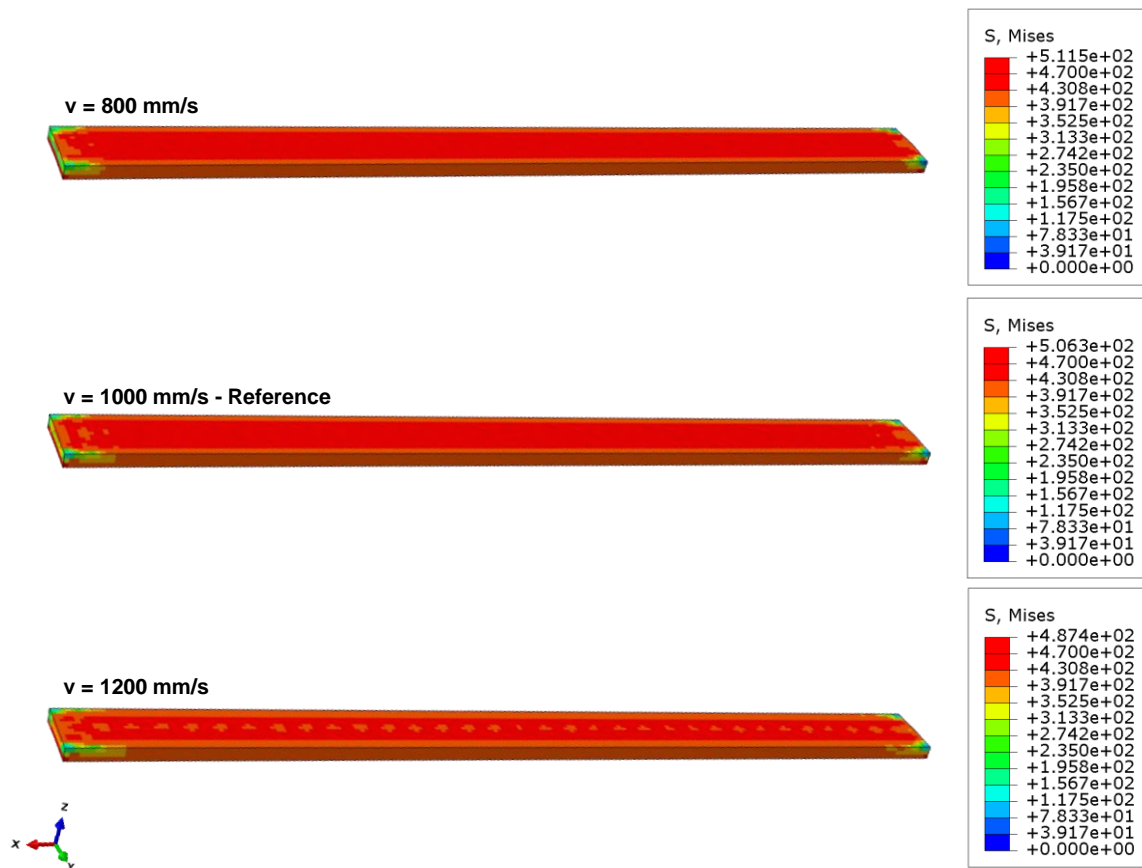 S, Mises
+5.115e+02
+4.700e+02
+4.308e+02
+3.917e+02
+3.525e+02
+3.133e+02
+2.742e+02
+2.350e+02
+1.958e+02
+1.567e+02
+1.175e+02
+7.833e+01
+3.917e+01
+0.000e+00
v = 800 mm/s
S, Mises
+5.063e+02
+4.700e+02
+4.308e+02
+3.917e+02
+3.525e+02
+3.133e+02
+2.742e+02
+2.350e+02
+1.958e+02
+1.567e+02
+1.175e+02
+7.833e+01
+3.917e+01
+0.000e+00
v = 1000 mm/s - Reference
S, Mises
+4.874e+02
+4.700e+02
+4.308e+02
+3.917e+02
+3.525e+02
+3.133e+02
+2.742e+02
+2.350e+02
+1.958e+02
+1.567e+02
+1.175e+02
+7.833e+01
+3.917e+01
+0.000e+00
v = 1200 mm/s
z
x
Y